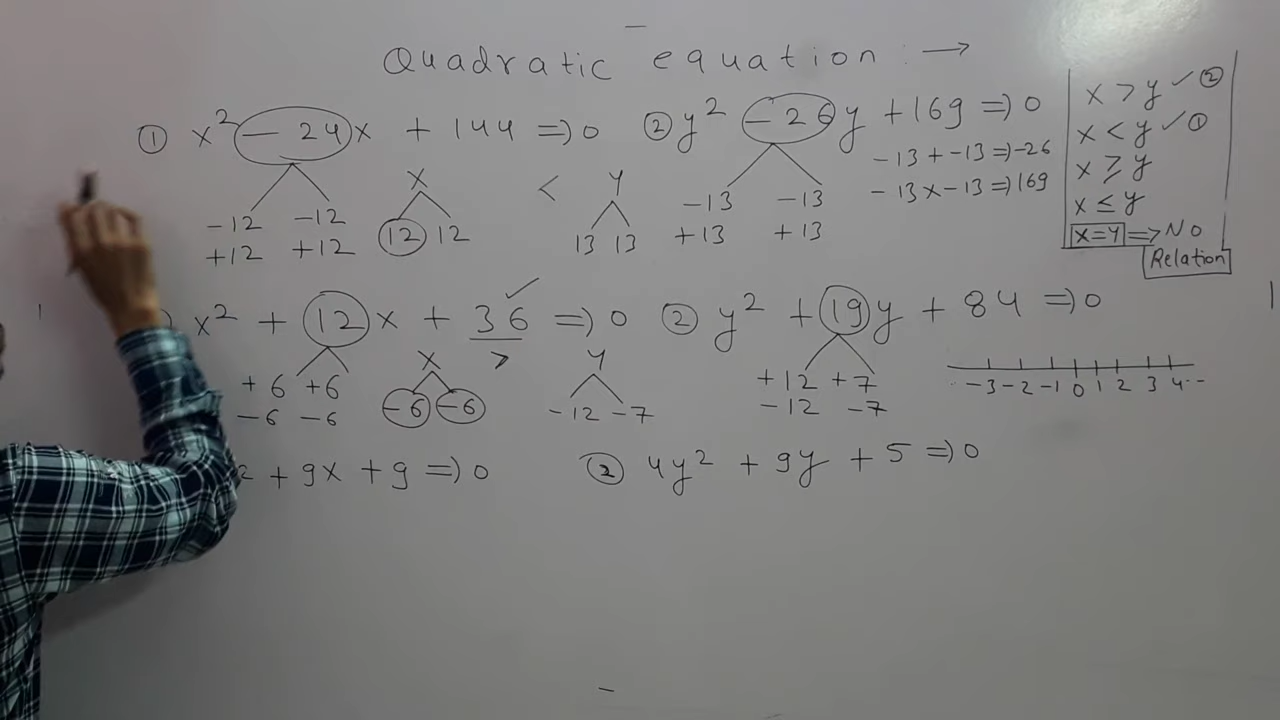 Quadratic equation : →
① x² - 24x + 144 => 0 ② y² - 26y + 169 => 0
-13 + -13 => -26
-13 x -13 => 169
x < y
-12 -12 12 12 13 13 -13 -13
+12 +12 +13 +13
x > y ✓ ②
x < y ✓ ①
x ≥ y
x ≤ y
x = y => No
Relation
x² + 12x + 36 ✓ => 0 ② y² + 19y + 84 => 0
x > y
+6 +6 -6 -6 -12 -7 +12 +7
-6 -6 -12 -7
.. -3 -2 -1 0 1 2 3 4 ..
+ 9x + 9 => 0 ② 4y² + 9y + 5 => 0